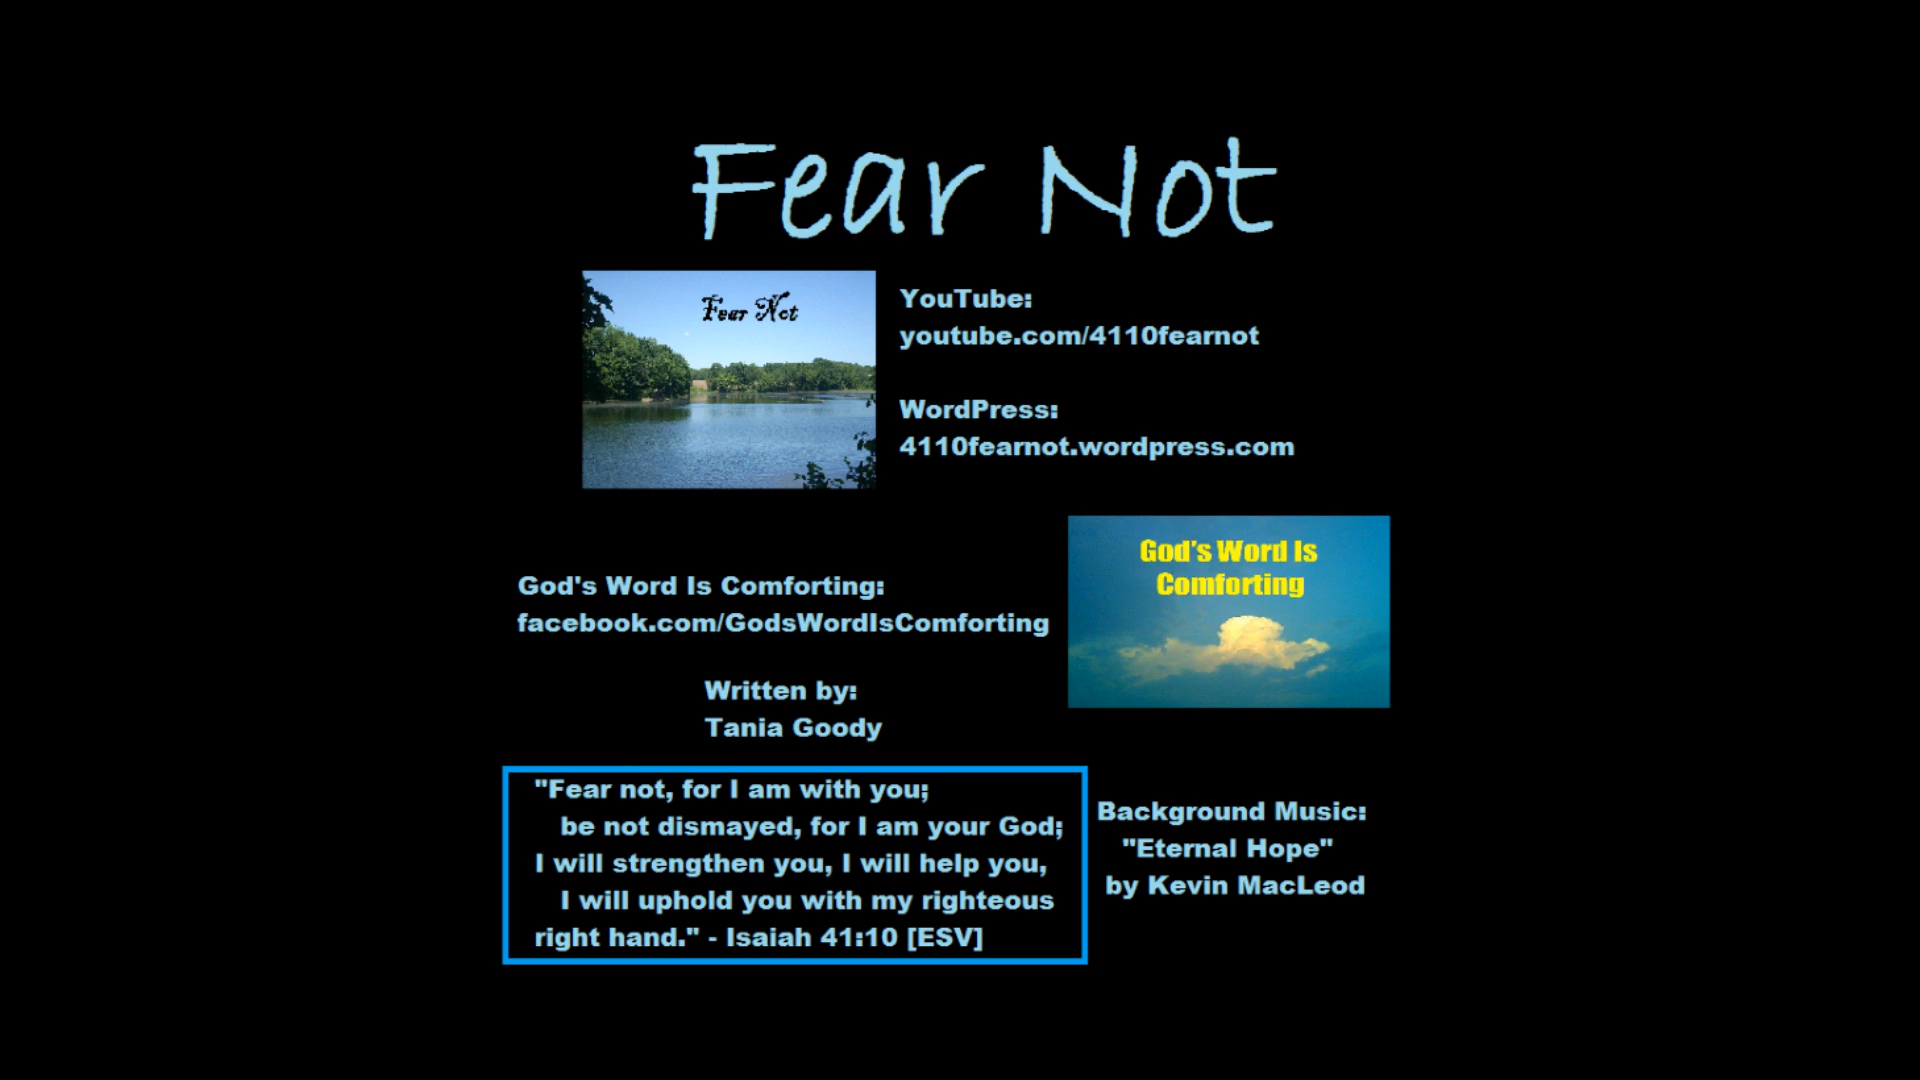 Fear Not
Fear Not
YouTube:
youtube.com/4110fearnot
WordPress:
4110fearnot.wordpress.com
God's Word Is
Comforting
God's Word Is Comforting:
facebook.com/GodsWordIsComforting
Written by:
Tania Goody
"Fear not, for I am with you;
be not dismayed, for I am your God;
I will strengthen you, I will help you,
I will uphold you with my righteous
right hand." - Isaiah 41:10 [ESV]
Background Music:
"Eternal Hope"
by Kevin MacLeod